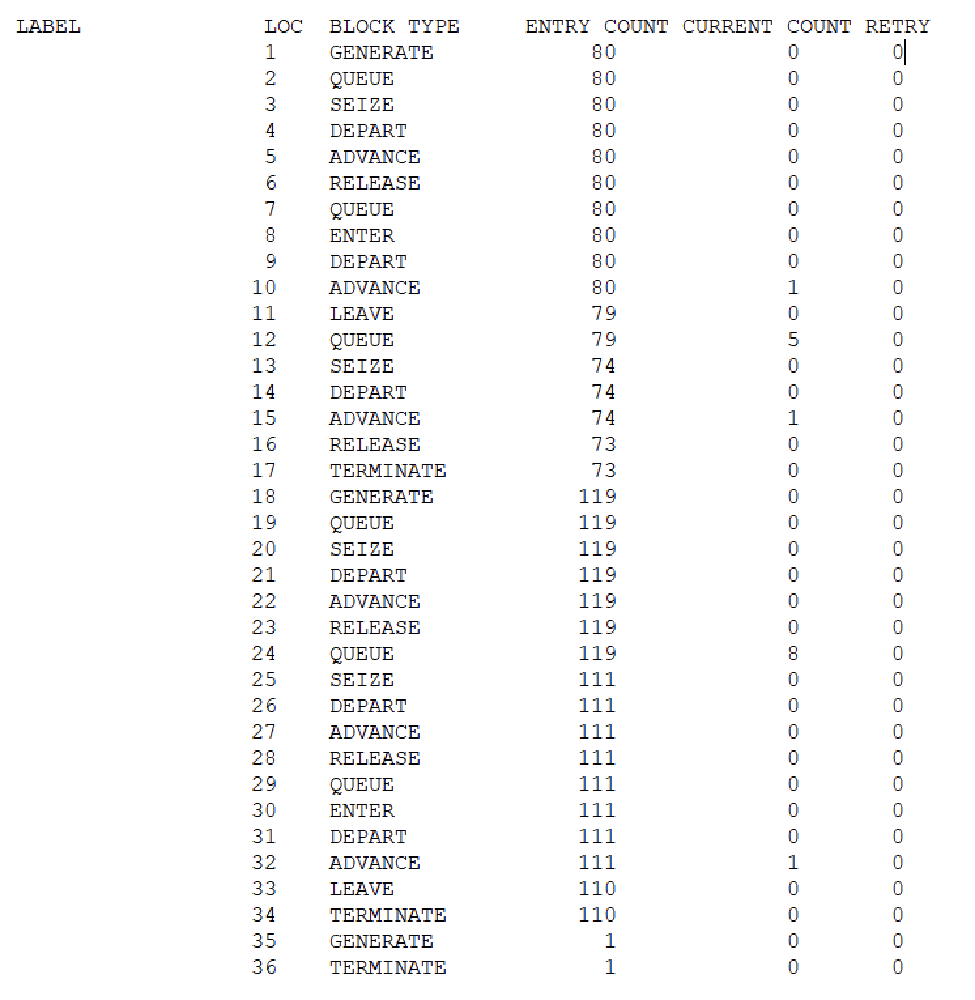 LABEL LOC BLOCK TYPE ENTRY COUNT CURRENT COUNT RETRY
1 GENERATE 80 0 0
2 QUEUE 80 0 0
3 SEIZE 80 0 0
4 DEPART 80 0 0
5 ADVANCE 80 0 0
6 RELEASE 80 0 0
7 QUEUE 80 0 0
8 ENTER 80 0 0
9 DEPART 80 0 0
10 ADVANCE 80 1 0
11 LEAVE 79 0 0
12 QUEUE 79 5 0
13 SEIZE 74 0 0
14 DEPART 74 0 0
15 ADVANCE 74 1 0
16 RELEASE 73 0 0
17 TERMINATE 73 0 0
18 GENERATE 119 0 0
19 QUEUE 119 0 0
20 SEIZE 119 0 0
21 DEPART 119 0 0
22 ADVANCE 119 0 0
23 RELEASE 119 0 0
24 QUEUE 119 8 0
25 SEIZE 111 0 0
26 DEPART 111 0 0
27 ADVANCE 111 0 0
28 RELEASE 111 0 0
29 QUEUE 111 0 0
30 ENTER 111 0 0
31 DEPART 111 0 0
32 ADVANCE 111 1 0
33 LEAVE 110 0 0
34 TERMINATE 110 0 0
35 GENERATE 1 0 0
36 TERMINATE 1 0 0